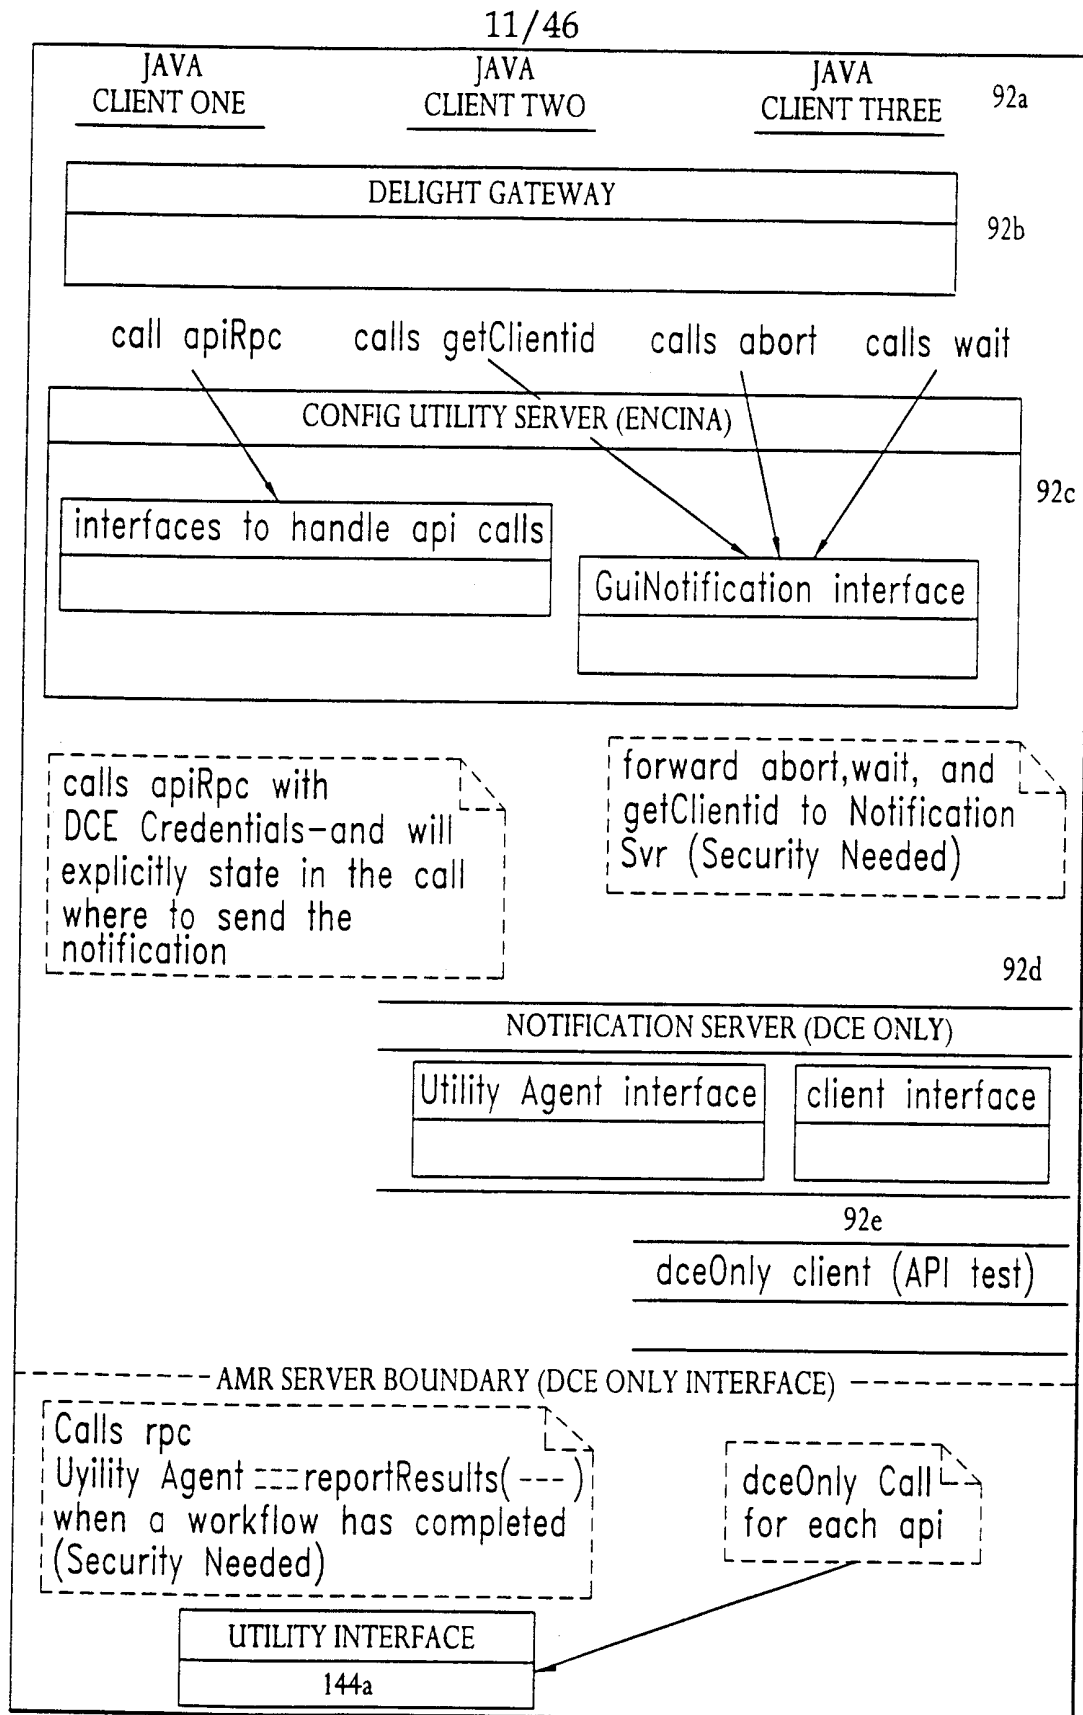 11/46
JAVA
CLIENT ONE
JAVA
CLIENT TWO
JAVA
CLIENT THREE
92a
DELIGHT GATEWAY
92b
call apiRpc
calls getClientid
calls abort
calls wait
CONFIG UTILITY SERVER (ENCINA)
92c
interfaces to handle api calls
GuiNotification interface
calls apiRpc with
DCE Credentials-and will
explicitly state in the call
where to send the
notification
forward abort,wait, and
getClientid to Notification
Svr (Security Needed)
92d
NOTIFICATION SERVER (DCE ONLY)
Utility Agent interface
client interface
92e
dceOnly client (API test)
AMR SERVER BOUNDARY (DCE ONLY INTERFACE)
Calls rpc
Uyility Agent ===reportResults(---)
when a workflow has completed
(Security Needed)
dceOnly Call
for each api
UTILITY INTERFACE
144a